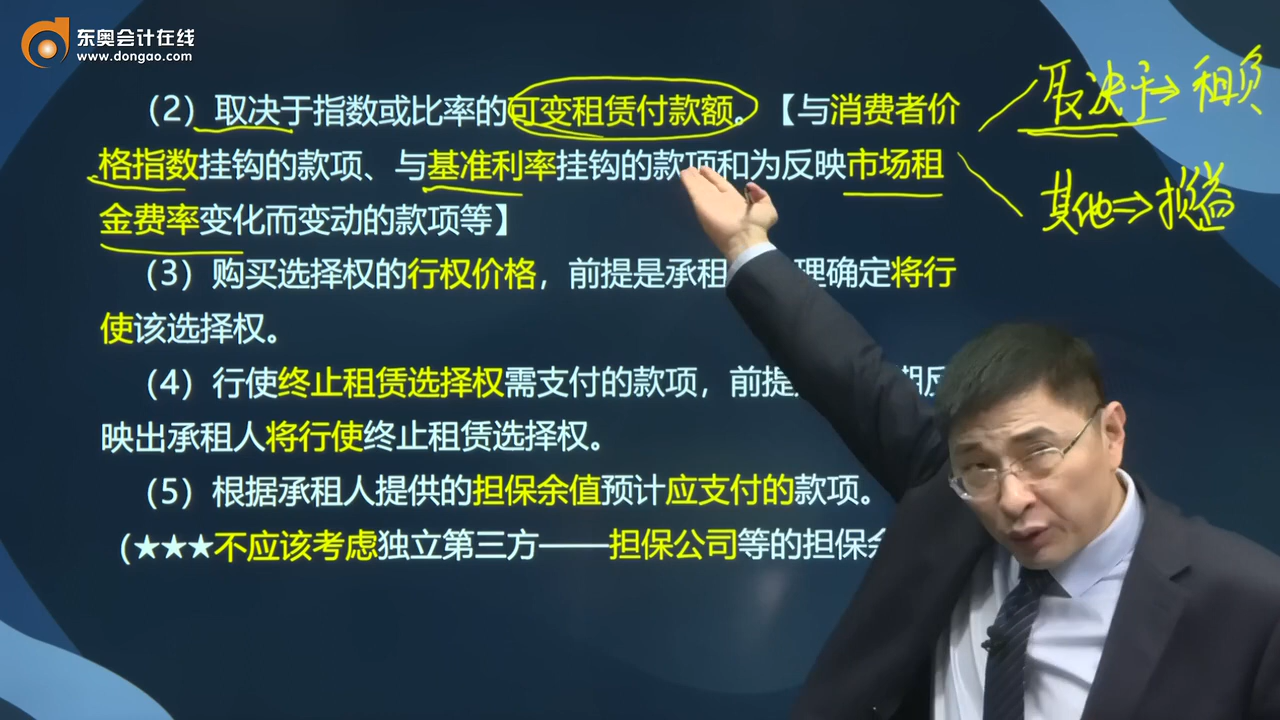 东奥会计在线
www.dongao.com
(2)取决于指数或比率的可变租赁付款额。【与消费者价
格指数挂钩的款项、与基准利率挂钩的款项和为反映市场租
金费率变化而变动的款项等】
(3)购买选择权的行权价格，前提是承租 理确定将行
使该选择权。
(4)行使终止租赁选择权需支付的款项，前提 期反
映出承租人将行使终止租赁选择权。
(5)根据承租人提供的担保余值预计应支付的款项。
(★★★不应该考虑独立第三方——担保公司等的担保余
取决于⇒租负
其他⇒损益